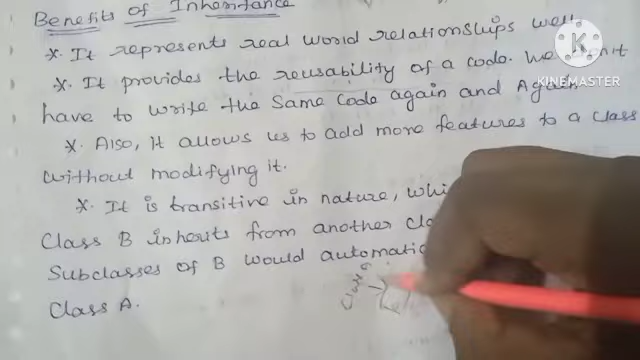 Benefits of Inheritance
*. It represents real world relationships well.
*. It provides the reusability of a code. We don't
have to write the same code again and Again.
*. Also, it allows us to add more features to a class
without modifying it.
*. It is transitive in nature, whi
Class B inherits from another Cla
Subclasses of B would automatic
Class A.
Class
KINEMASTER